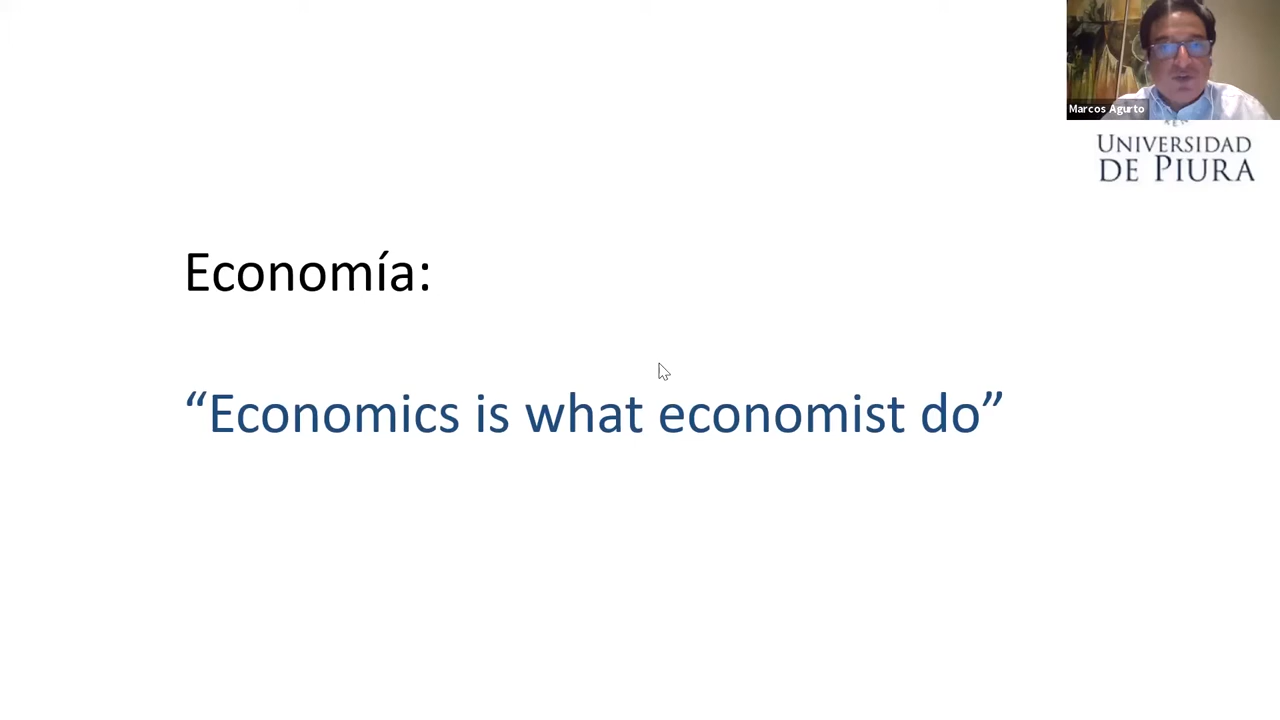 Marcos Agurto
UNIVERSIDAD
DE PIURA
Economía:
“Economics is what economist do”